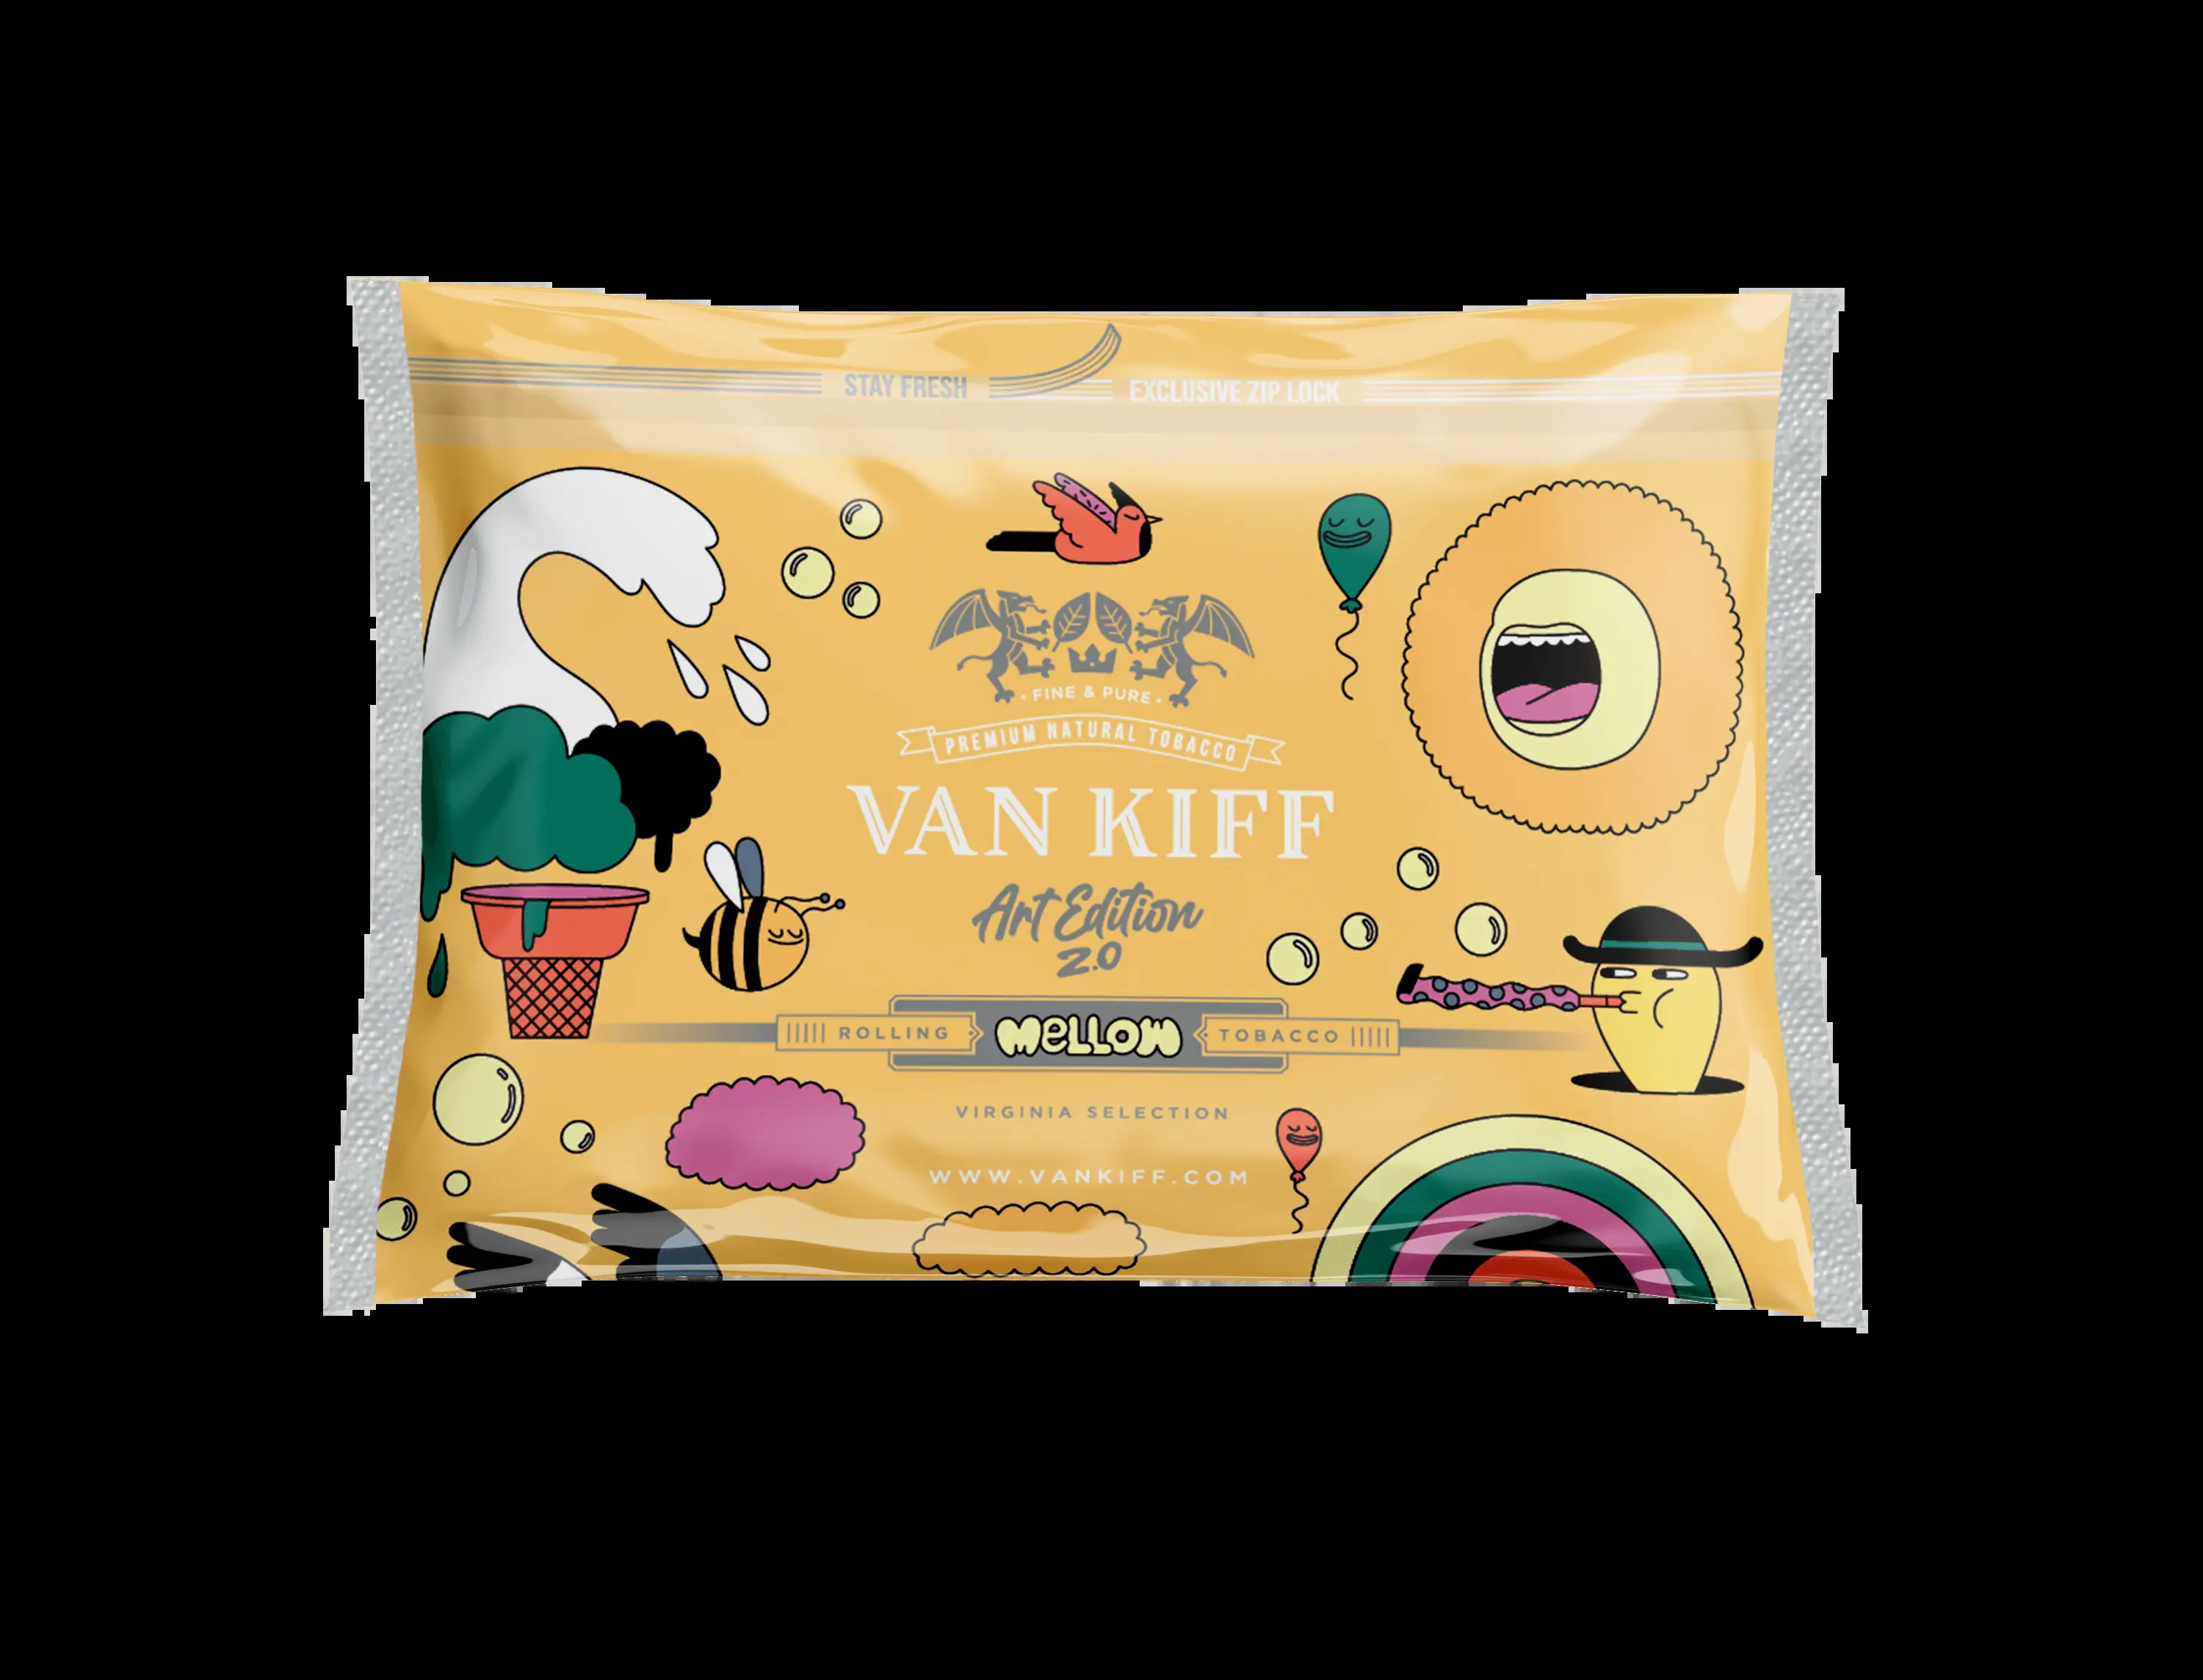 STAY FRESH EXCLUSIVE ZIP LOCK
• FINE & PURE •
PREMIUM NATURAL TOBACCO
VAN KIFF
Art Edition
2.0
ROLLING MELLOW TOBACCO
VIRGINIA SELECTION
WWW.VANKIFF.COM